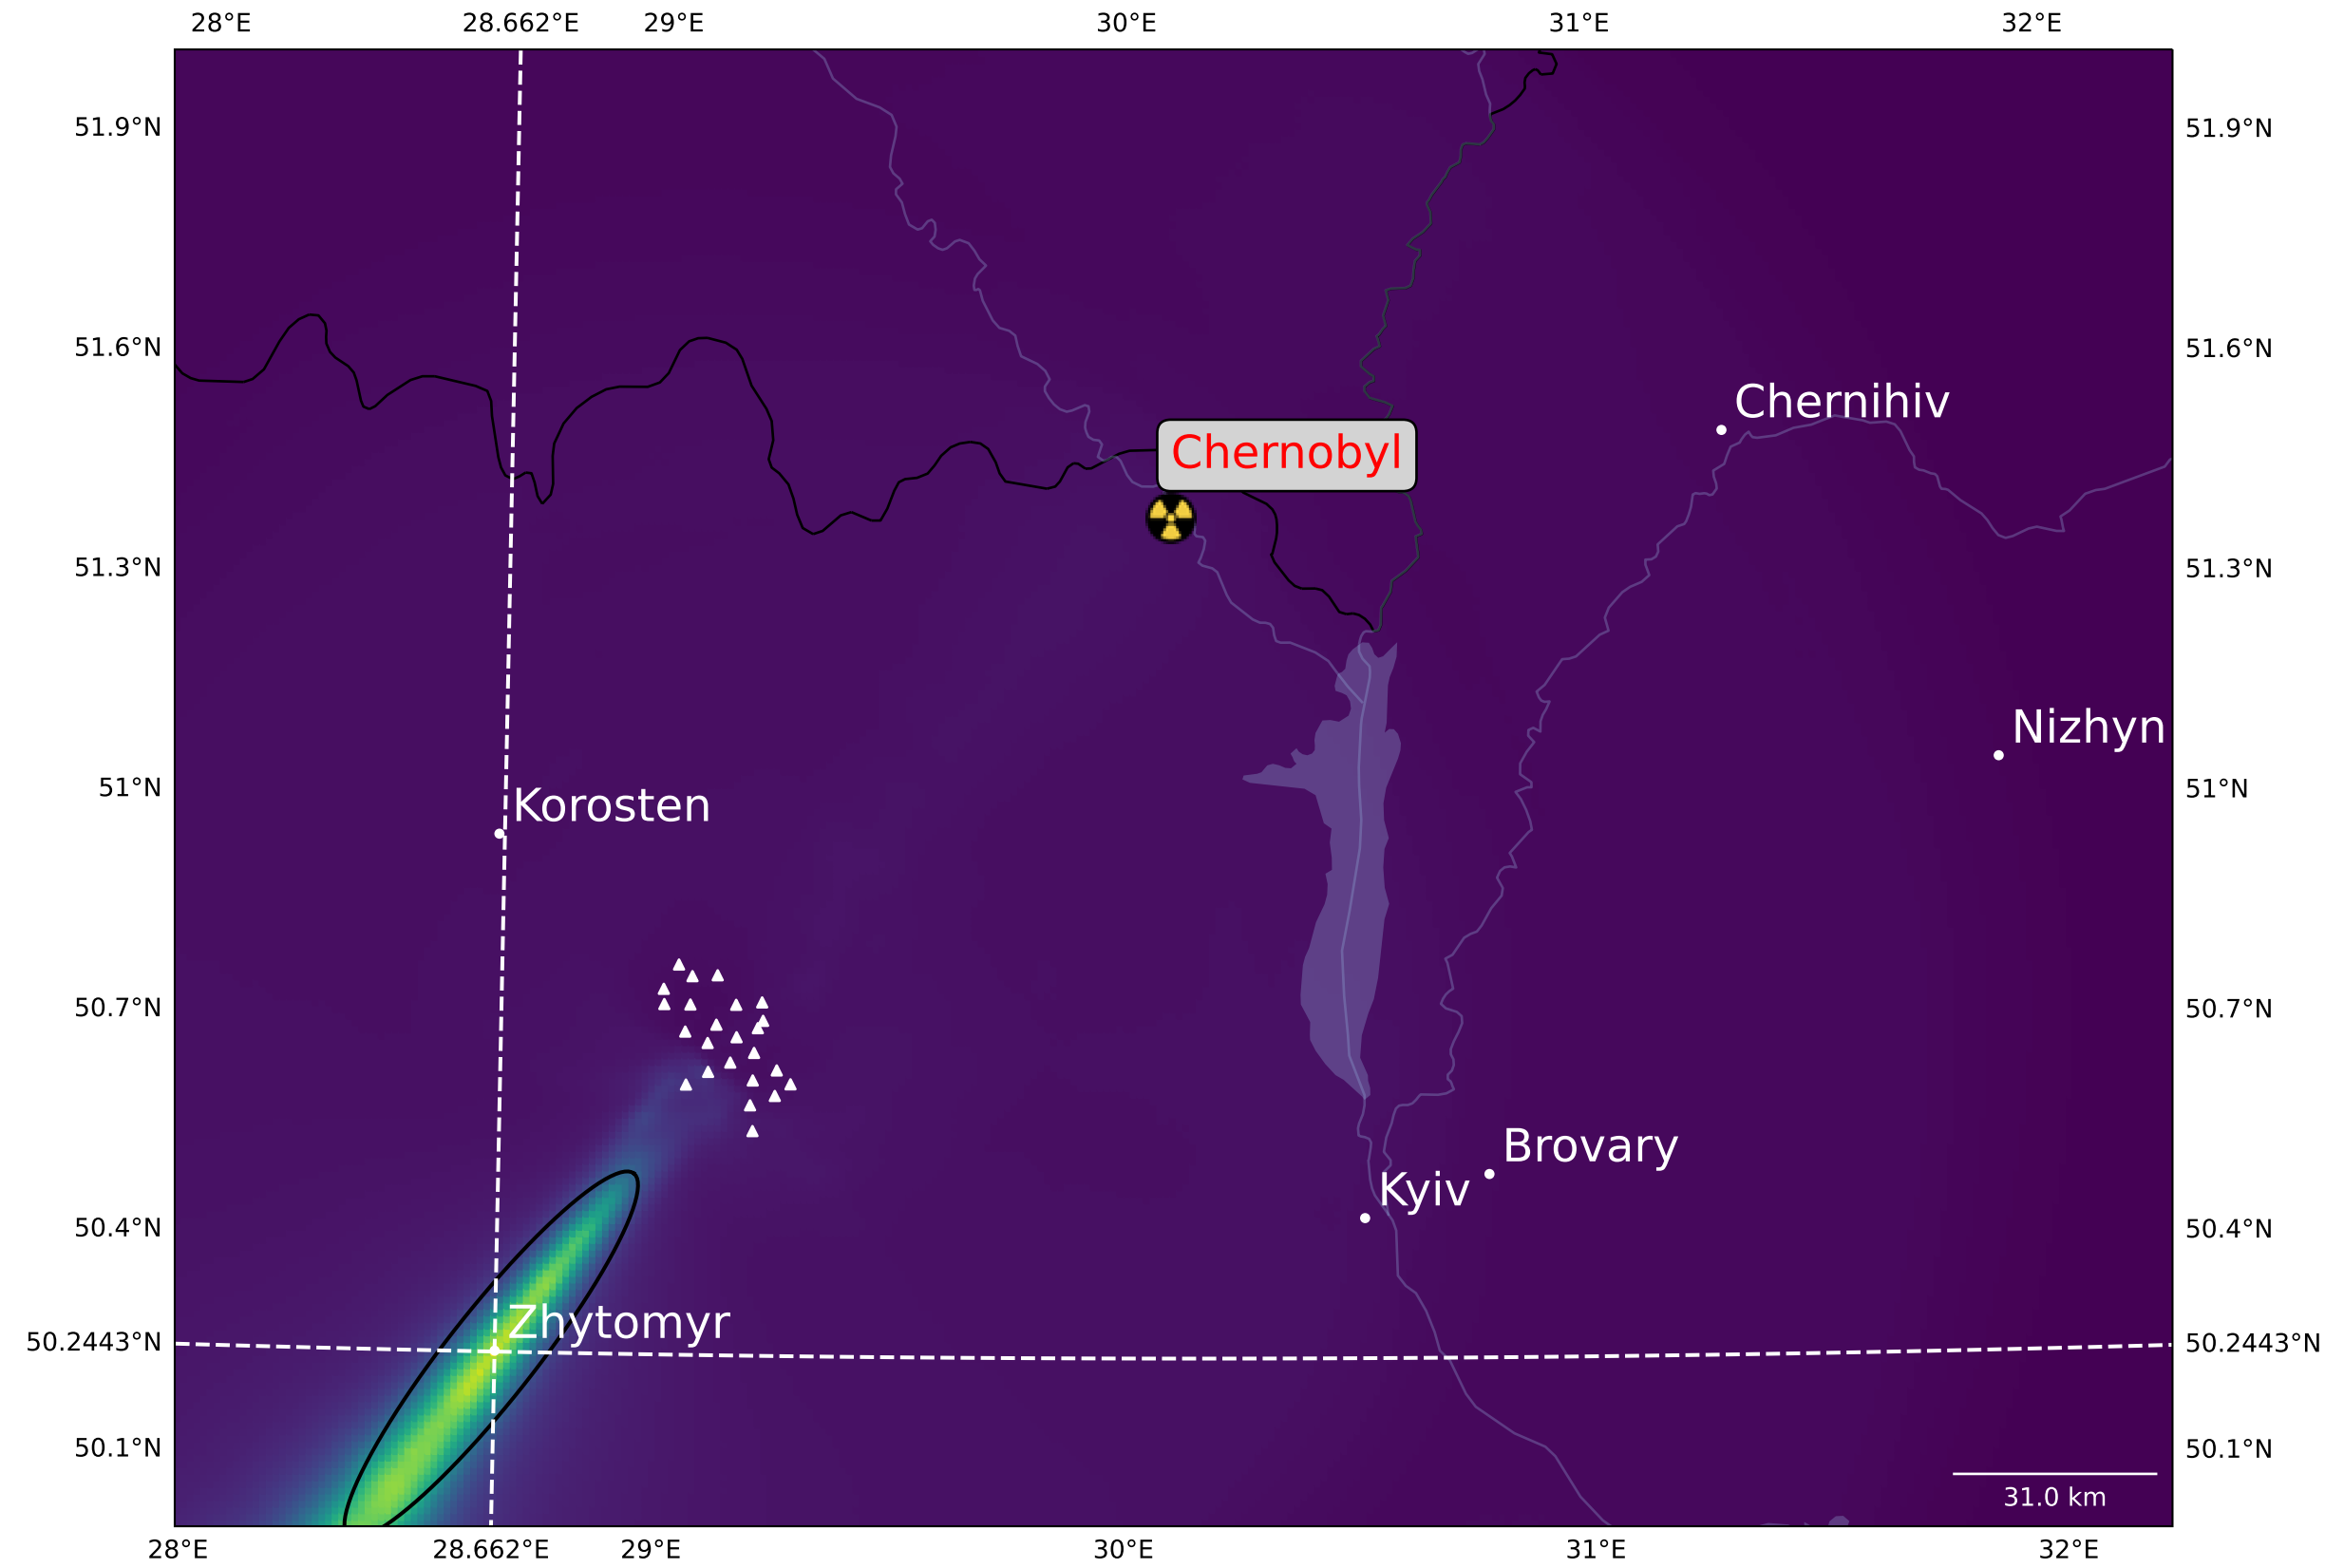 28°E 28.662°E 29°E 30°E 31°E 32°E
51.9°N 51.9°N
51.6°N 51.6°N
Chernihiv
Chernobyl
51.3°N 51.3°N
Nizhyn
51°N 51°N
Korosten
50.7°N 50.7°N
Brovary
Kyiv
50.4°N 50.4°N
Zhytomyr
50.2443°N 50.2443°N
50.1°N 50.1°N
31.0 km
28°E 28.662°E 29°E 30°E 31°E 32°E